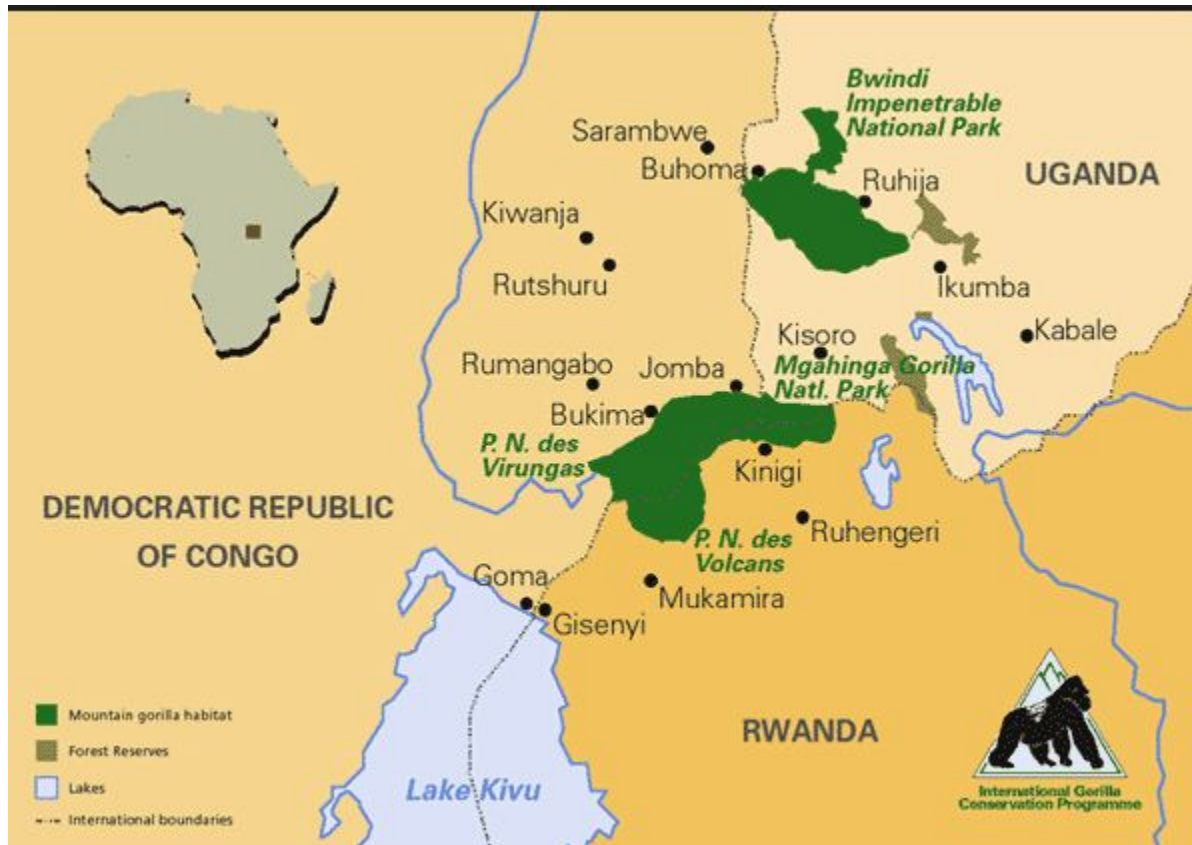 Bwindi
Impenetrable
National Park
UGANDA
Sarambwe
Buhoma
Ruhija
Kiwanja
Rutshuru
Ikumba
Kabale
Kisoro
Mgahinga Gorilla
Natl. Park
Rumangabo
Jomba
Bukima
P. N. des
Virungas
Kinigi
DEMOCRATIC REPUBLIC
OF CONGO
Ruhengeri
P. N. des
Volcans
Goma
Mukamira
Gisenyi
RWANDA
Lake Kivu
Mountain gorilla habitat
Forest Reserves
Lakes
International boundaries
International Gorilla
Conservation Programme